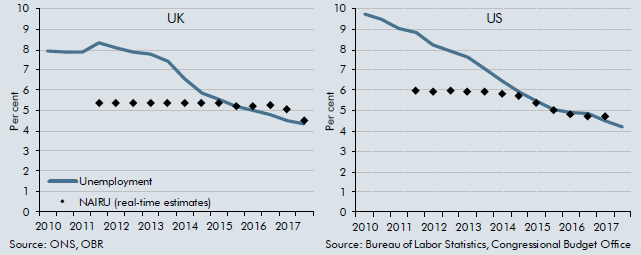 UK
10
9
8
7
6
5
4
3
2
1
0
Per cent
Unemployment
NAIRU (real-time estimates)
2010 2011 2012 2013 2014 2015 2016 2017
Source: ONS, OBR
US
10
9
8
7
6
5
4
3
2
1
0
Per cent
2010 2011 2012 2013 2014 2015 2016 2017
Source: Bureau of Labor Statistics, Congressional Budget Office